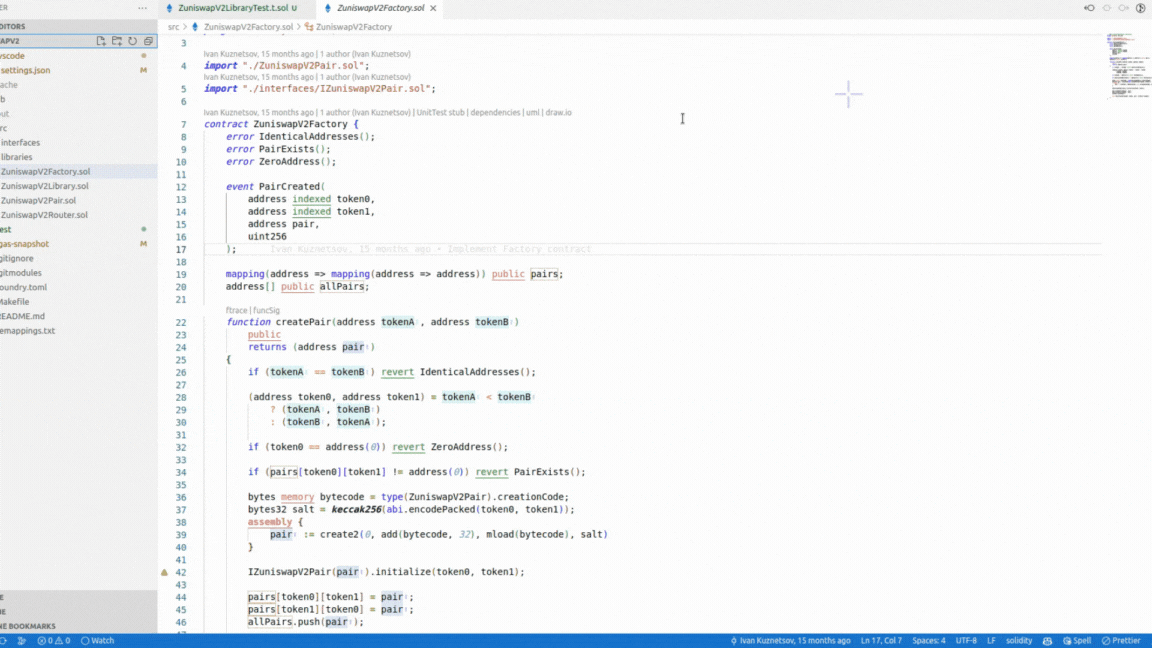 ER
···
ZuniswapV2LibraryTest.t.sol U
ZuniswapV2Factory.sol ×
DITORS
APV2
src > ZuniswapV2Factory.sol > ZuniswapV2Factory
vscode
settings.json M
ache
b
out
rc
interfaces
libraries
ZuniswapV2Factory.sol
ZuniswapV2Library.sol
ZuniswapV2Pair.sol
ZuniswapV2Router.sol
est
gas-snapshot M
gitignore
gitmodules
oundry.toml
Makefile
README.md
emappings.txt
E
NE
NE BOOKMARKS
3
Ivan Kuznetsov, 15 months ago | 1 author (Ivan Kuznetsov)
4 import "./ZuniswapV2Pair.sol";
Ivan Kuznetsov, 15 months ago | 1 author (Ivan Kuznetsov)
5 import "./interfaces/IZuniswapV2Pair.sol";
6
Ivan Kuznetsov, 15 months ago | 1 author (Ivan Kuznetsov) | UnitTest stub | dependencies | uml | draw.io
7 contract ZuniswapV2Factory {
8 error IdenticalAddresses();
9 error PairExists();
10 error ZeroAddress();
11
12 event PairCreated(
13 address indexed token0,
14 address indexed token1,
15 address pair,
16 uint256
17 ); Ivan Kuznetsov, 15 months ago • Implement Factory contract
18
19 mapping(address => mapping(address => address)) public pairs;
20 address[] public allPairs;
21
ftrace | funcSig
22 function createPair(address tokenA↑, address tokenB↑)
23 public
24 returns (address pair↑)
25 {
26 if (tokenA↑ == tokenB↑) revert IdenticalAddresses();
27
28 (address token0, address token1) = tokenA↑ < tokenB↑
29 ? (tokenA↑, tokenB↑)
30 : (tokenB↑, tokenA↑);
31
32 if (token0 == address(0)) revert ZeroAddress();
33
34 if (pairs[token0][token1] != address(0)) revert PairExists();
35
36 bytes memory bytecode = type(ZuniswapV2Pair).creationCode;
37 bytes32 salt = keccak256(abi.encodePacked(token0, token1));
38 assembly {
39 pair↑ := create2(0, add(bytecode, 32), mload(bytecode), salt)
40 }
41
42 IZuniswapV2Pair(pair↑).initialize(token0, token1);
43
44 pairs[token0][token1] = pair↑;
45 pairs[token1][token0] = pair↑;
46 allPairs.push(pair↑);
0 0 Watch
Ivan Kuznetsov, 15 months ago Ln 17, Col 7 Spaces: 4 UTF-8 LF solidity Spell Prettier